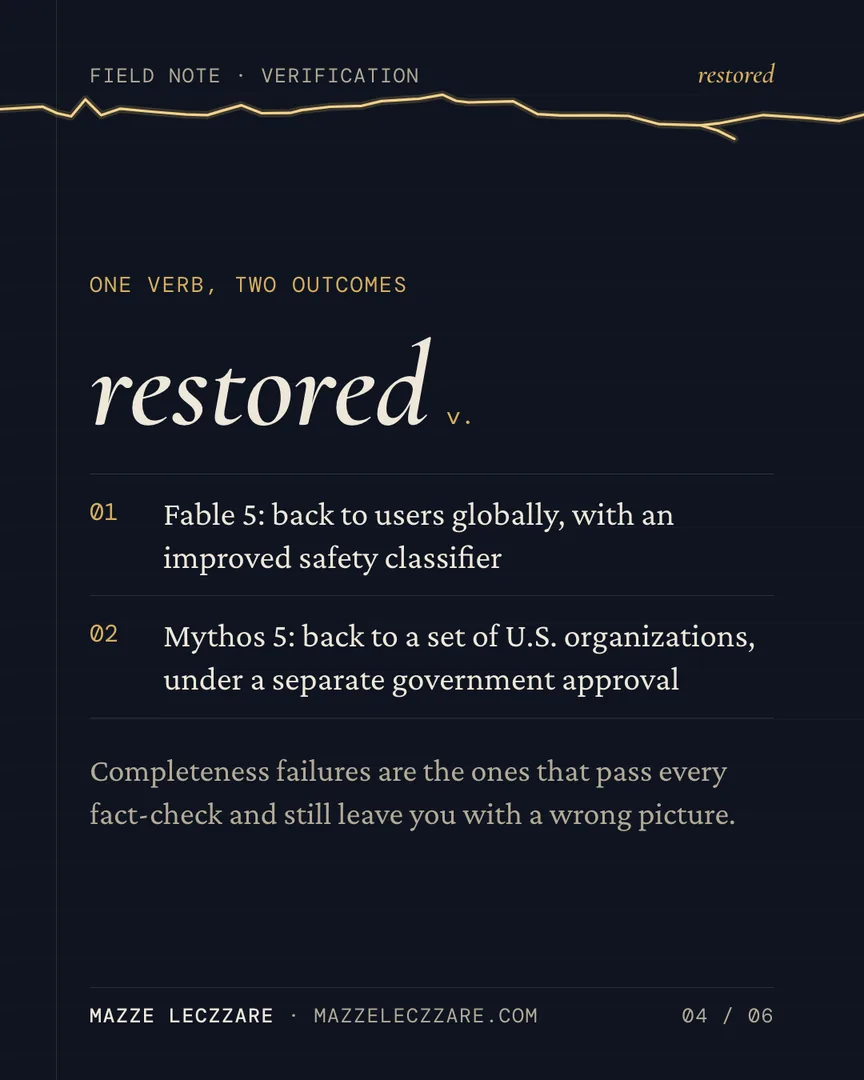 FIELD NOTE · VERIFICATION
restored
ONE VERB, TWO OUTCOMES
restored v.
01 Fable 5: back to users globally, with an
improved safety classifier
02 Mythos 5: back to a set of U.S. organizations,
under a separate government approval
Completeness failures are the ones that pass every
fact-check and still leave you with a wrong picture.
MAZZE LECZZARE · MAZZELECZZARE.COM
04 / 06